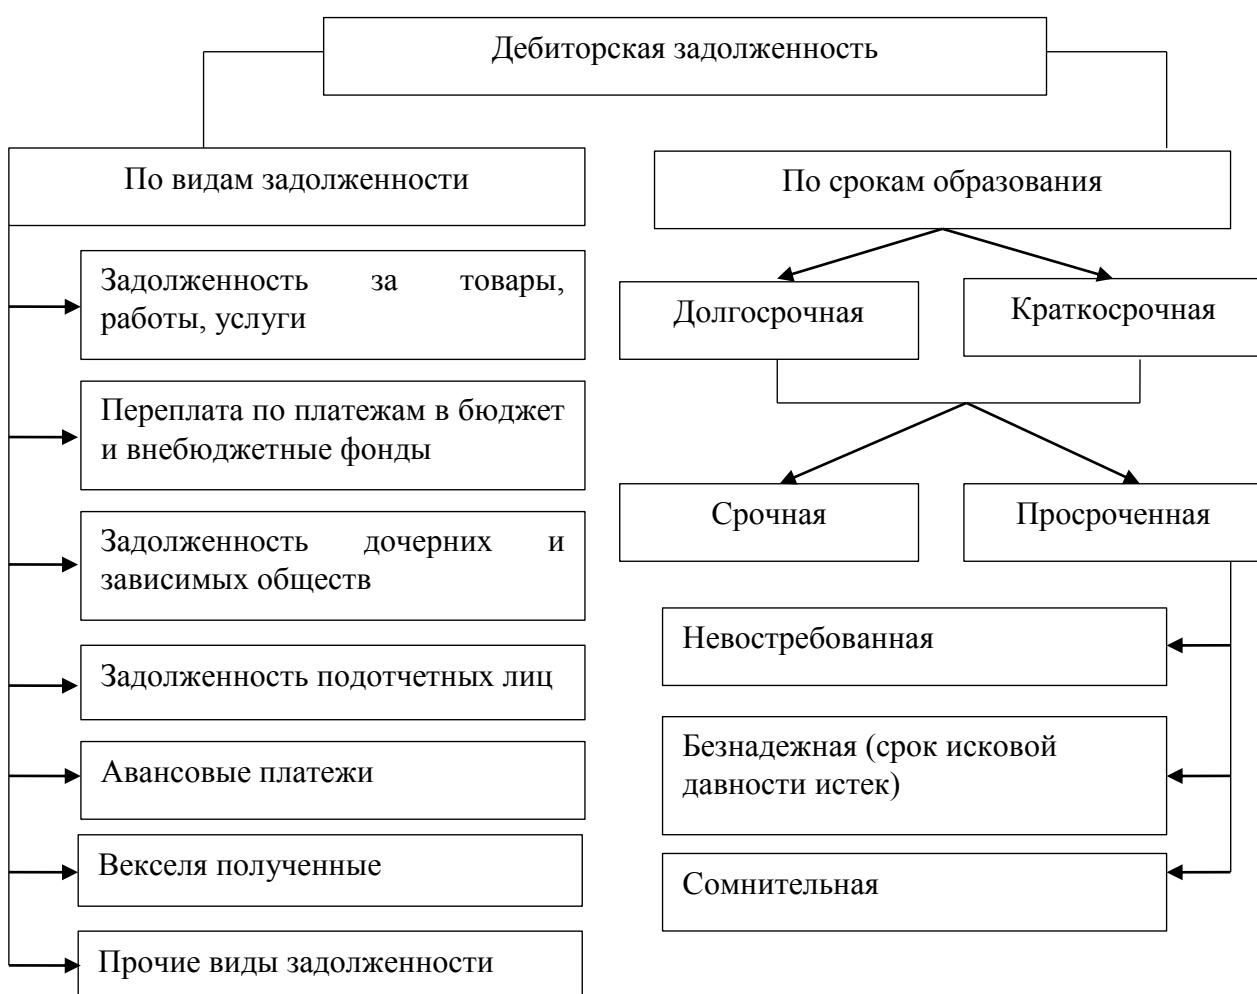 Дебиторская задолженность
По видам задолженности
Задолженность за товары,
работы, услуги
Переплата по платежам в бюджет
и внебюджетные фонды
Задолженность дочерних и
зависимых обществ
Задолженность подотчетных лиц
Авансовые платежи
Векселя полученные
Прочие виды задолженности
По срокам образования
Долгосрочная
Краткосрочная
Срочная
Просроченная
Невостребованная
Безнадежная (срок исковой
давности истек)
Сомнительная